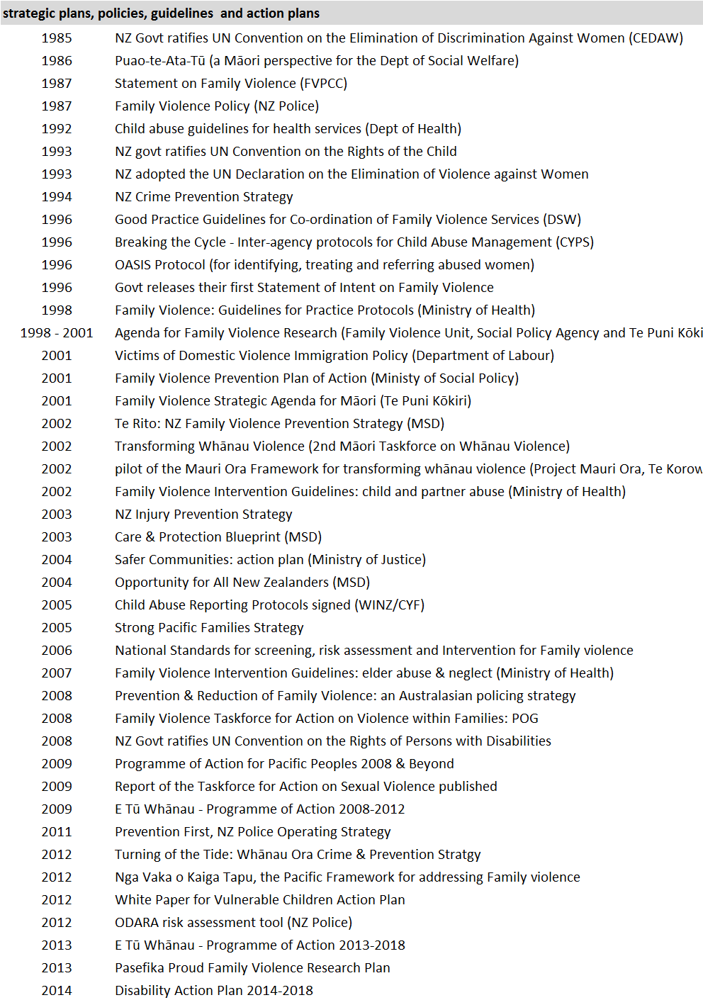 strategic plans, policies, guidelines  and action plans
1985 NZ Govt ratifies UN Convention on the Elimination of Discrimination Against Women (CEDAW)
1986 Puao-te-Ata-Tū (a Māori perspective for the Dept of Social Welfare)
1987 Statement on Family Violence (FVPCC)
1987 Family Violence Policy (NZ Police)
1992 Child abuse guidelines for health services (Dept of Health)
1993 NZ govt ratifies UN Convention on the Rights of the Child
1993 NZ adopted the UN Declaration on the Elimination of Violence against Women
1994 NZ Crime Prevention Strategy
1996 Good Practice Guidelines for Co-ordination of Family Violence Services (DSW)
1996 Breaking the Cycle - Inter-agency protocols for Child Abuse Management (CYPS)
1996 OASIS Protocol (for identifying, treating and referring abused women)
1996 Govt releases their first Statement of Intent on Family Violence
1998 Family Violence: Guidelines for Practice Protocols (Ministry of Health)
1998 - 2001 Agenda for Family Violence Research (Family Violence Unit, Social Policy Agency and Te Puni Kōki
2001 Victims of Domestic Violence Immigration Policy (Department of Labour)
2001 Family Violence Prevention Plan of Action (Ministy of Social Policy)
2001 Family Violence Strategic Agenda for Māori (Te Puni Kōkiri)
2002 Te Rito: NZ Family Violence Prevention Strategy (MSD)
2002 Transforming Whānau Violence (2nd Māori Taskforce on Whānau Violence)
2002 pilot of the Mauri Ora Framework for transforming whānau violence (Project Mauri Ora, Te Korow
2002 Family Violence Intervention Guidelines: child and partner abuse (Ministry of Health)
2003 NZ Injury Prevention Strategy
2003 Care & Protection Blueprint (MSD)
2004 Safer Communities: action plan (Ministry of Justice)
2004 Opportunity for All New Zealanders (MSD)
2005 Child Abuse Reporting Protocols signed (WINZ/CYF)
2005 Strong Pacific Families Strategy
2006 National Standards for screening, risk assessment and Intervention for Family violence
2007 Family Violence Intervention Guidelines: elder abuse & neglect (Ministry of Health)
2008 Prevention & Reduction of Family Violence: an Australasian policing strategy
2008 Family Violence Taskforce for Action on Violence within Families: POG
2008 NZ Govt ratifies UN Convention on the Rights of Persons with Disabilities
2009 Programme of Action for Pacific Peoples 2008 & Beyond
2009 Report of the Taskforce for Action on Sexual Violence published
2009 E Tū Whānau - Programme of Action 2008-2012
2011 Prevention First, NZ Police Operating Strategy
2012 Turning of the Tide: Whānau Ora Crime & Prevention Stratgy
2012 Nga Vaka o Kaiga Tapu, the Pacific Framework for addressing Family violence
2012 White Paper for Vulnerable Children Action Plan
2012 ODARA risk assessment tool (NZ Police)
2013 E Tū Whānau - Programme of Action 2013-2018
2013 Pasefika Proud Family Violence Research Plan
2014 Disability Action Plan 2014-2018